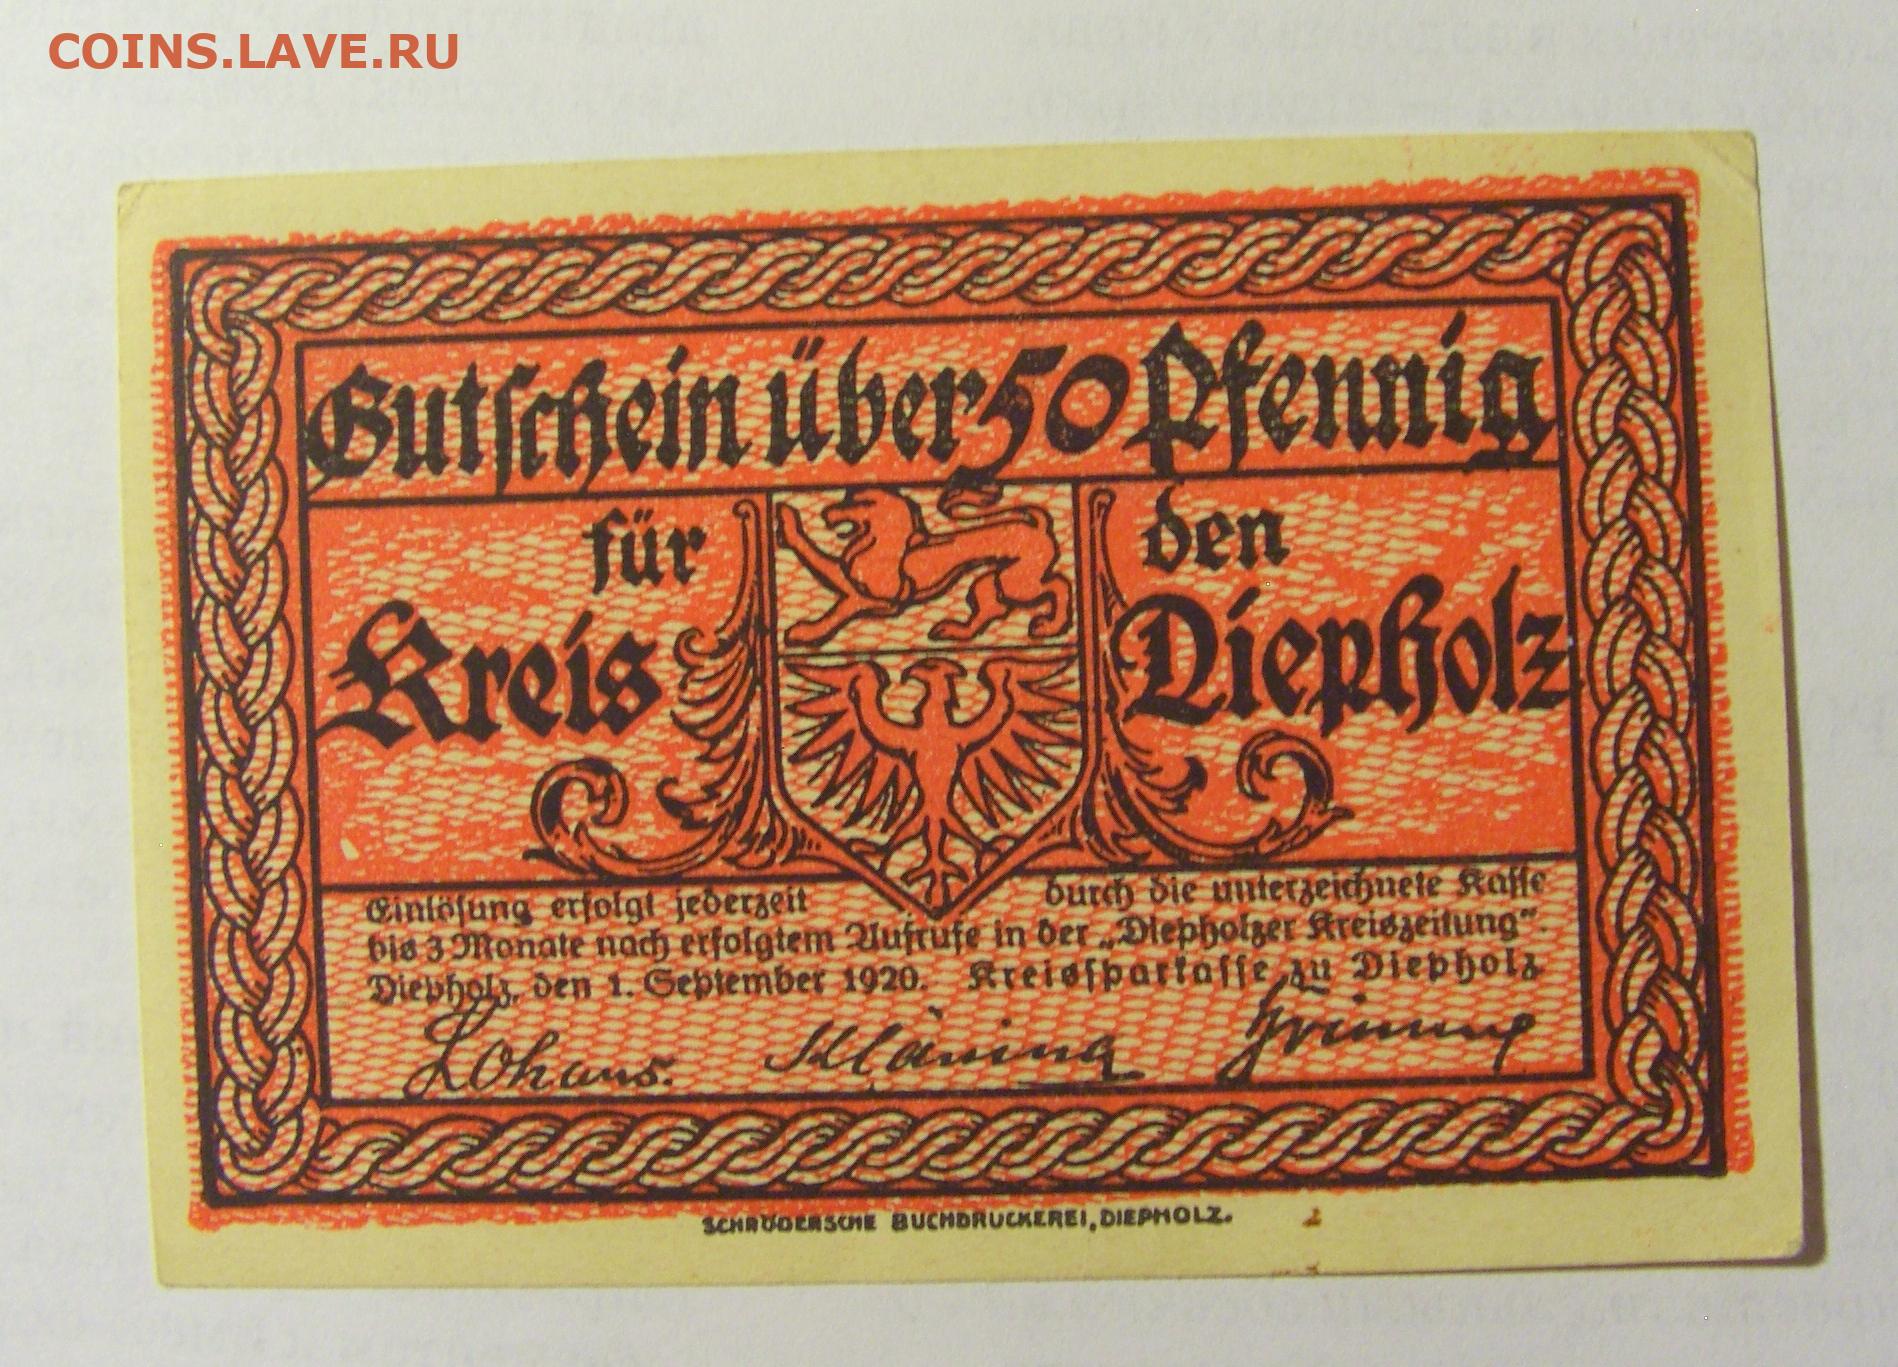 COINS.LAVE.RU
Gutschein über 50 Pfennig
für den
Kreis Diepholz
Einlösung erfolgt jederzeit durch die unterzeichnete Kasse
bis 3 Monate nach erfolgtem Aufrufe in der „Diepholzer Kreiszeitung“.
Diepholz, den 1. September 1920. Kreissparkasse zu Diepholz
Lohaus.
SCHRÖDERSCHE BUCHDRUCKEREI, DIEPHOLZ.